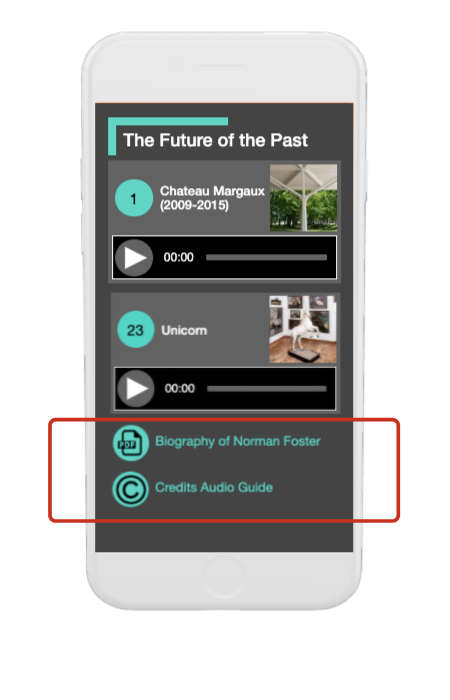 The Future of the Past
1
Chateau Margaux
(2009-2015)
00:00
23
Unicorn
00:00
PDF
Biography of Norman Foster
©
Credits Audio Guide